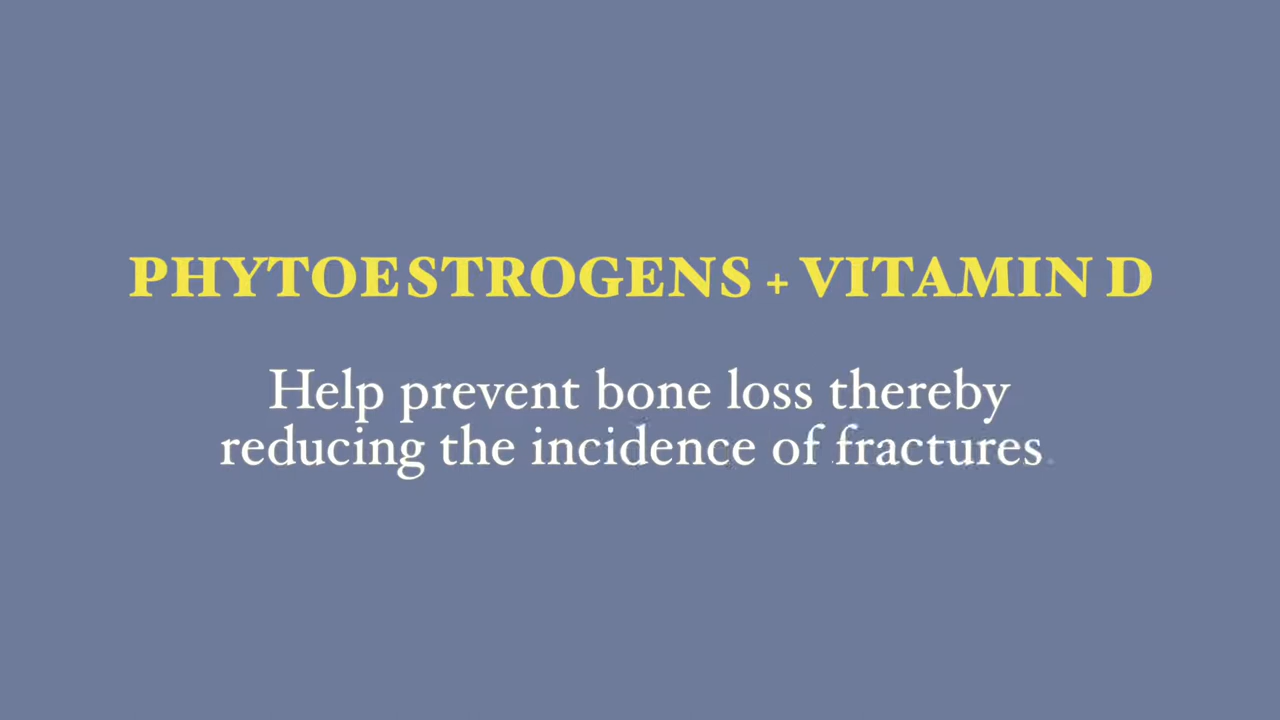 PHYTOESTROGENS + VITAMIN D
Help prevent bone loss thereby
reducing the incidence of fractures.